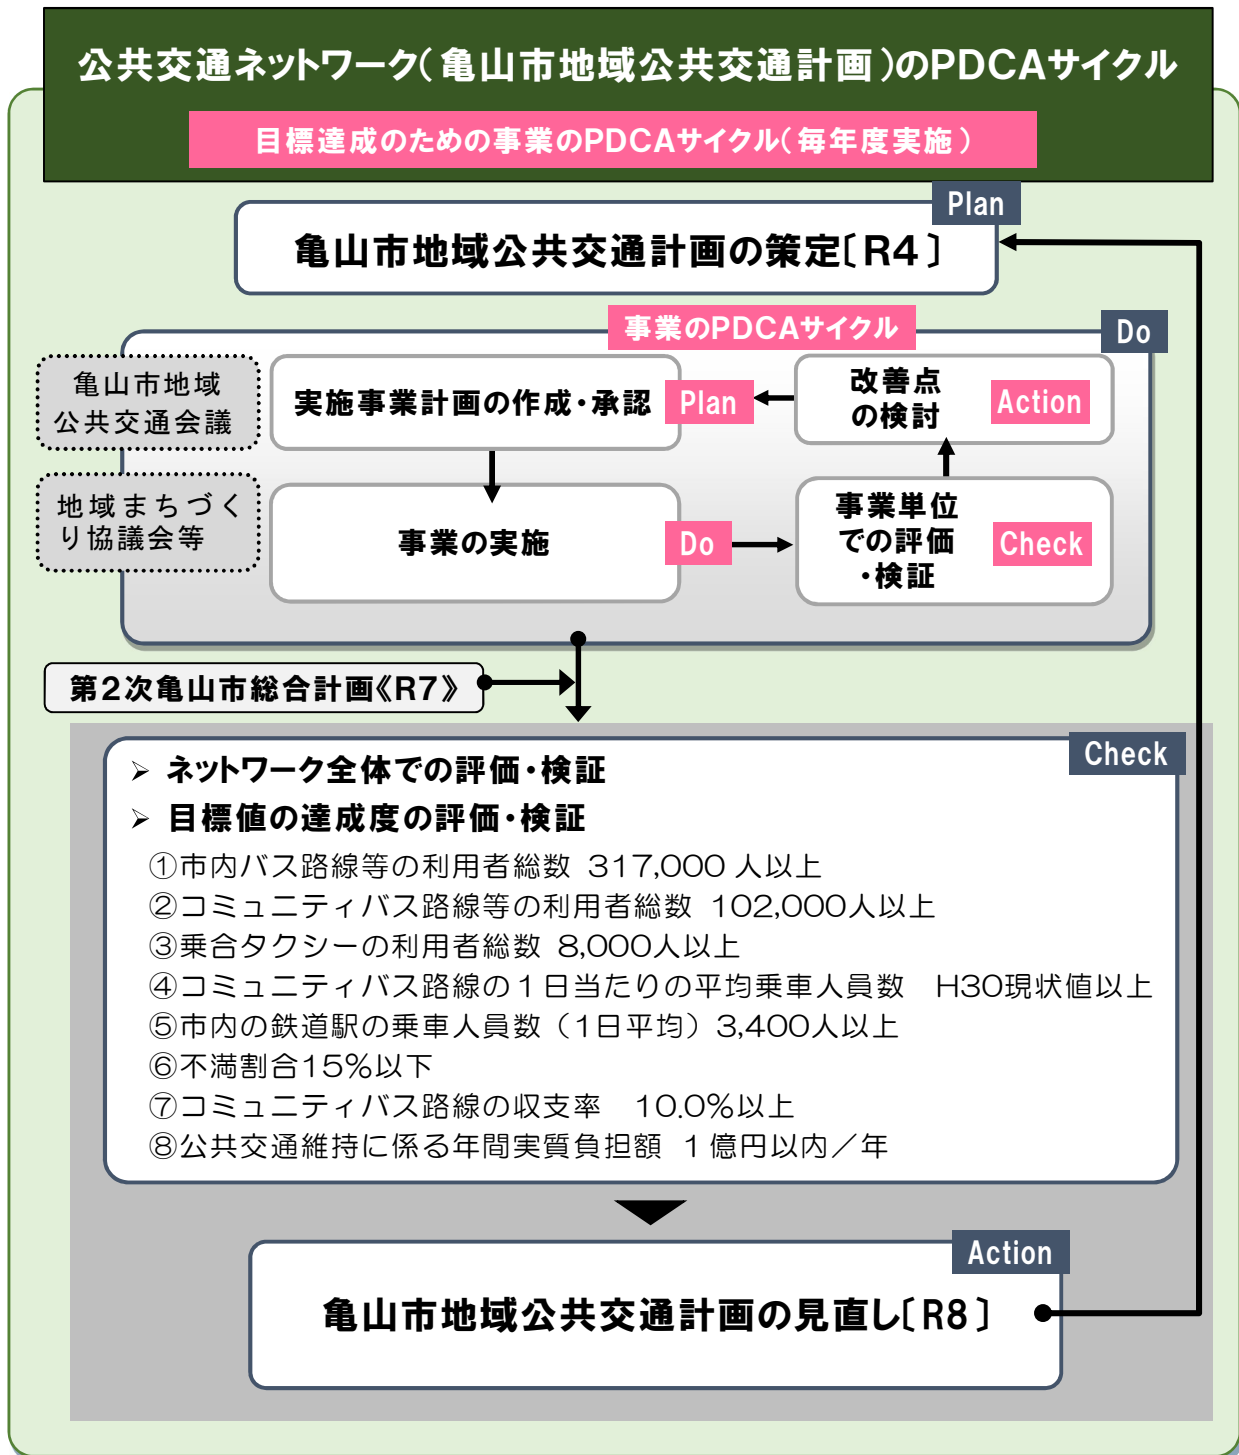 公共交通ネットワーク(亀山市地域公共交通計画)のPDCAサイクル
目標達成のための事業のPDCAサイクル(毎年度実施)
Plan
亀山市地域公共交通計画の策定〔R4〕
事業のPDCAサイクル
Do
亀山市地域
公共交通会議
実施事業計画の作成・承認
Plan
改善点
の検討
Action
地域まちづく
り協議会等
事業の実施
Do
事業単位
での評価
・検証
Check
第2次亀山市総合計画《R7》
Check
➢ ネットワーク全体での評価・検証
➢ 目標値の達成度の評価・検証
①市内バス路線等の利用者総数 317,000 人以上
②コミュニティバス路線等の利用者総数 102,000人以上
③乗合タクシーの利用者総数 8,000人以上
④コミュニティバス路線の1日当たりの平均乗車人員数 H30現状値以上
⑤市内の鉄道駅の乗車人員数（1日平均）3,400人以上
⑥不満割合15%以下
⑦コミュニティバス路線の収支率 10.0%以上
⑧公共交通維持に係る年間実質負担額 1億円以内／年
Action
亀山市地域公共交通計画の見直し〔R8〕